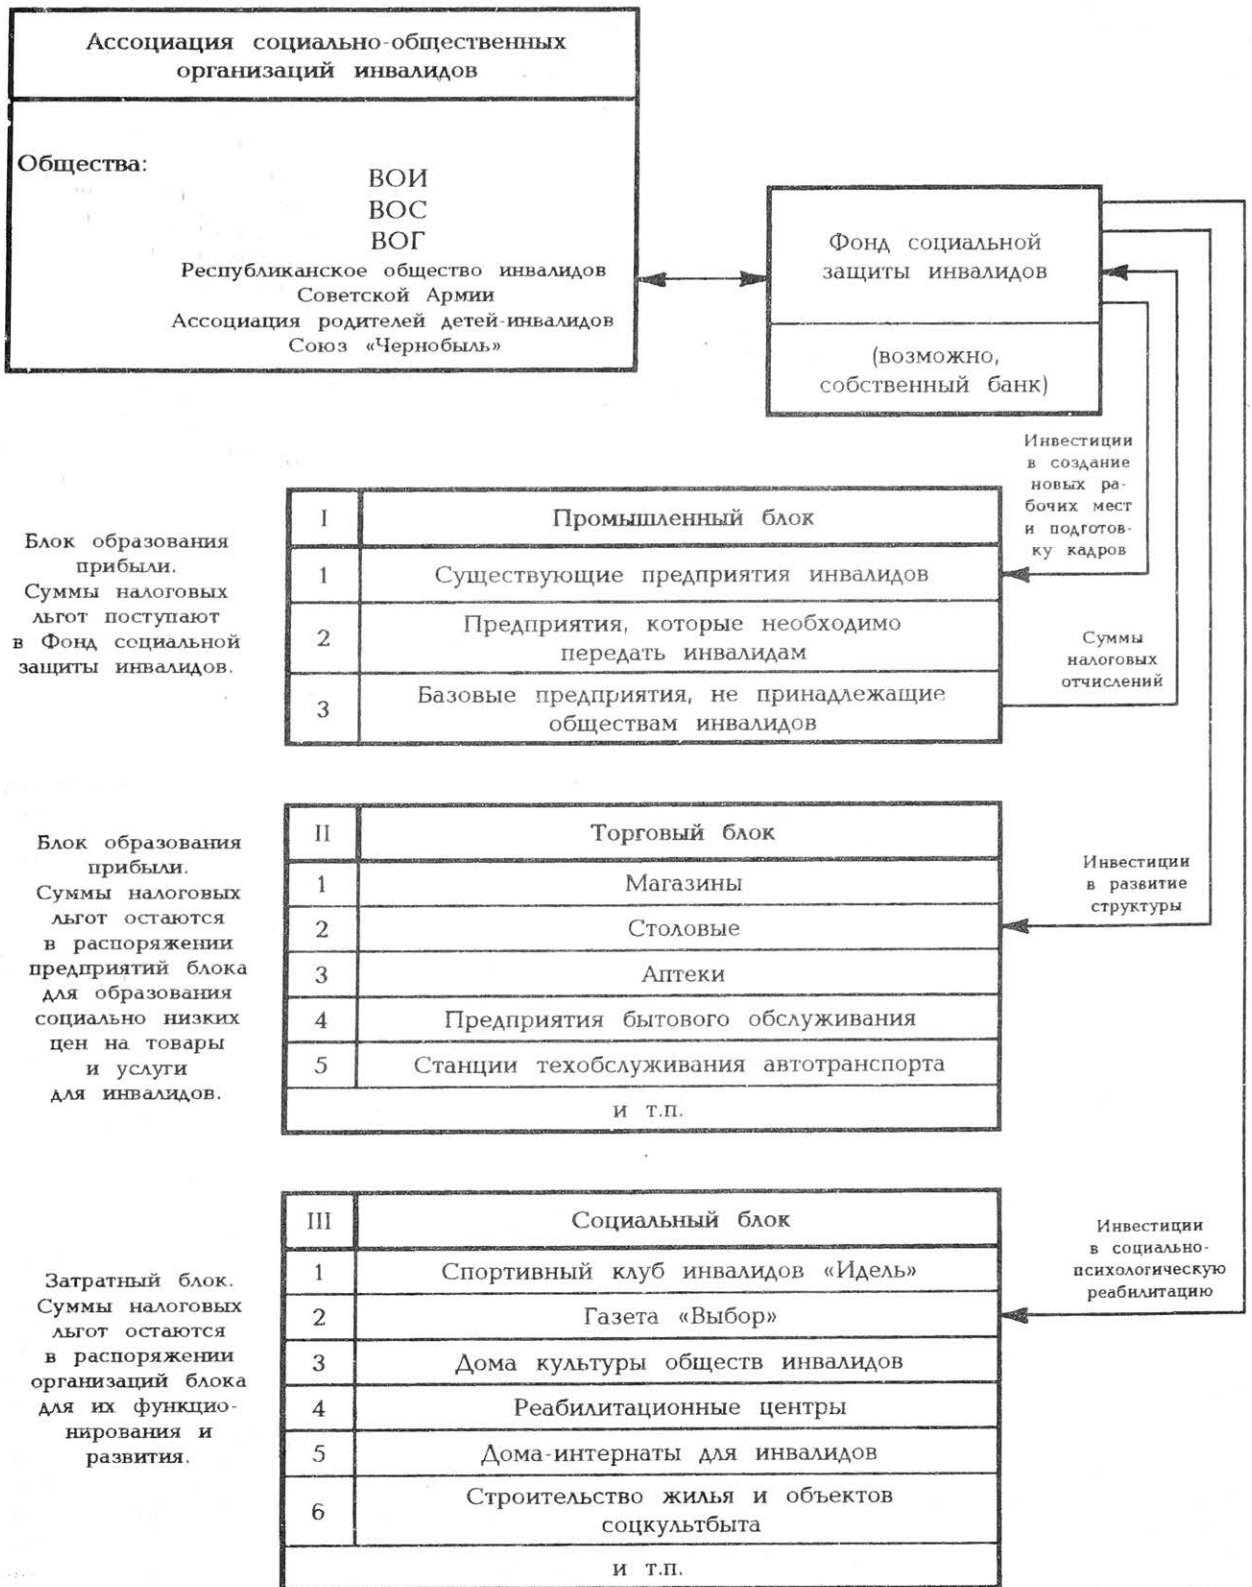 Ассоциация социально-общественных
организаций инвалидов
Общества:
ВОИ
ВОС
ВОГ
Республиканское общество инвалидов
Советской Армии
Ассоциация родителей детей-инвалидов
Союз «Чернобыль»
Фонд социальной
защиты инвалидов
(возможно,
собственный банк)
Инвестиции
в создание
новых ра-
бочих мест
и подготов-
ку кадров
Блок образования
прибыли.
Суммы налоговых
льгот поступают
в Фонд социальной
защиты инвалидов.
I Промышленный блок
1 Существующие предприятия инвалидов
2 Предприятия, которые необходимо
передать инвалидам
3 Базовые предприятия, не принадлежащие
обществам инвалидов
Суммы
налоговых
отчислений
Блок образования
прибыли.
Суммы налоговых
льгот остаются
в распоряжении
предприятий блока
для образования
социально низких
цен на товары
и услуги
для инвалидов.
II Торговый блок
1 Магазины
2 Столовые
3 Аптеки
4 Предприятия бытового обслуживания
5 Станции техобслуживания автотранспорта
и т.п.
Инвестиции
в развитие
структуры
Затратный блок.
Суммы налоговых
льгот остаются
в распоряжении
организаций блока
для их функцио-
нирования и
развития.
III Социальный блок
1 Спортивный клуб инвалидов «Идель»
2 Газета «Выбор»
3 Дома культуры обществ инвалидов
4 Реабилитационные центры
5 Дома-интернаты для инвалидов
6 Строительство жилья и объектов
соцкультбыта
и т.п.
Инвестиции
в социально-
психологическую
реабилитацию